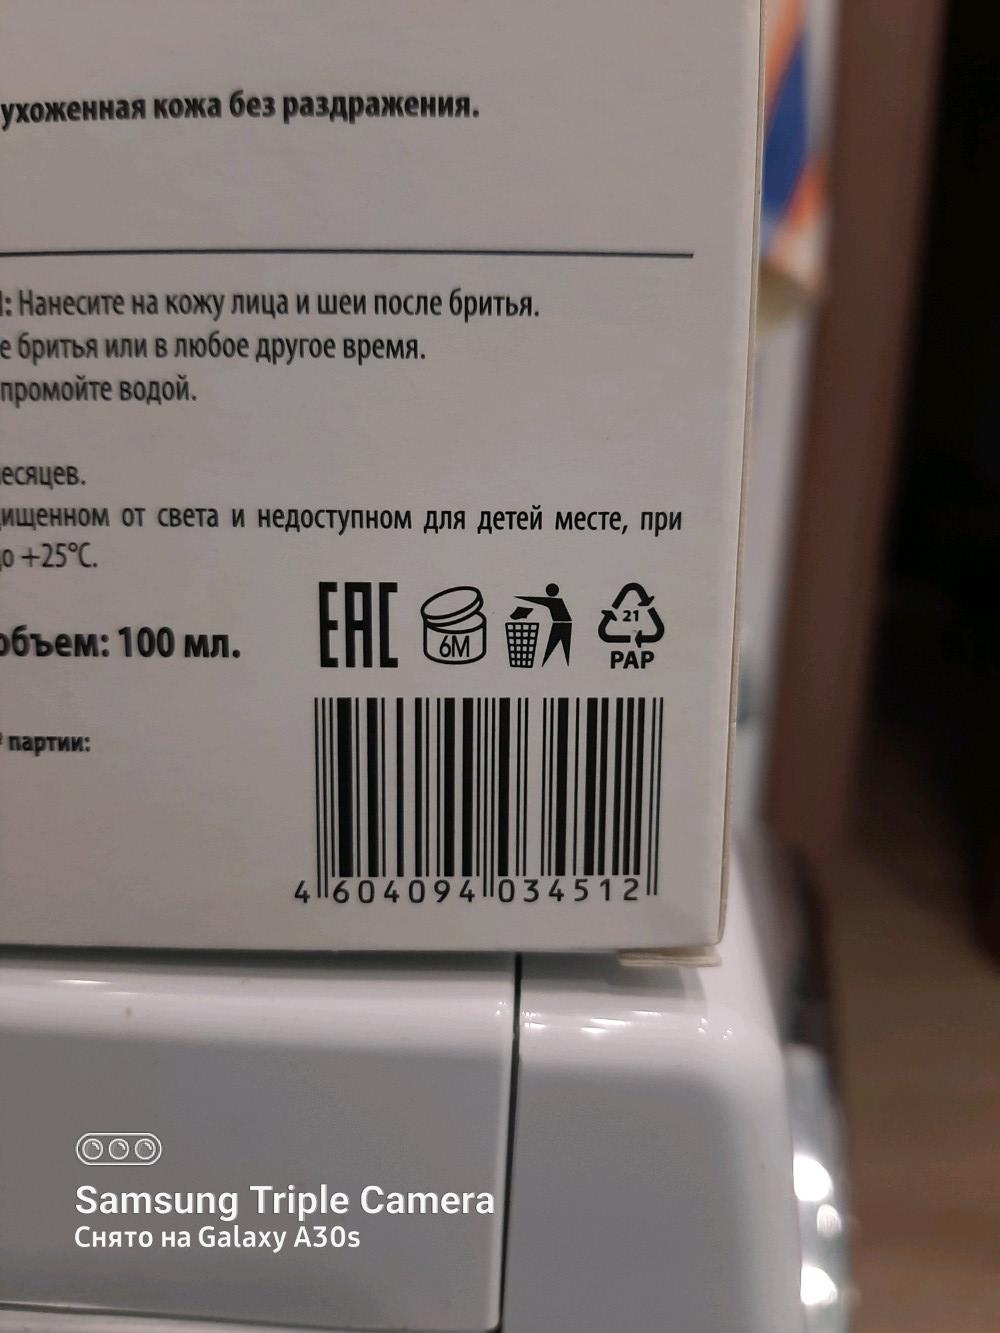 ухоженная кожа без раздражения.
: Нанесите на кожу лица и шеи после бритья.
е бритья или в любое другое время.
промойте водой.
есяцев.
ищенном от света и недоступном для детей месте, при
до +25°C.
объем: 100 мл.
EAC
6M
21
PAP
партии:
4 604094 034512
Samsung Triple Camera
Снято на Galaxy A30s